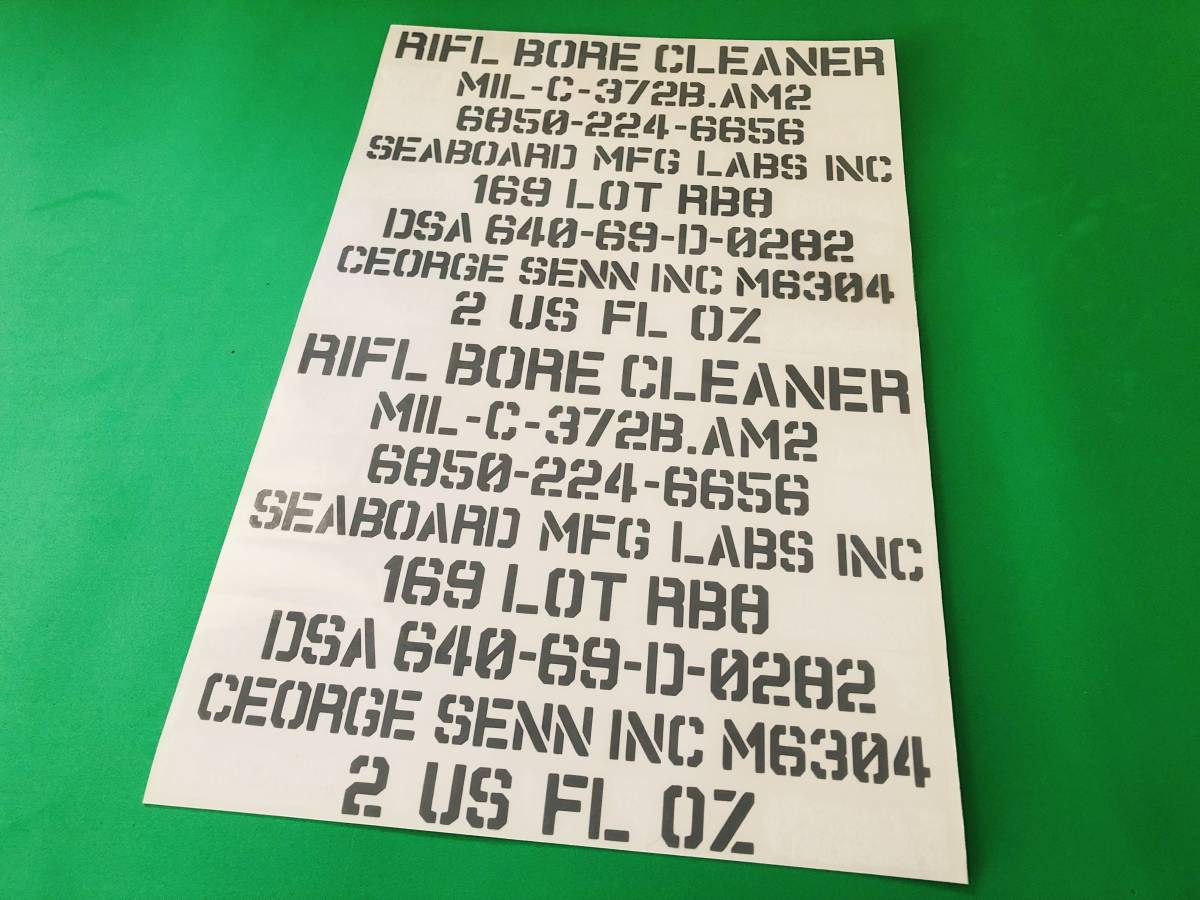 RIFL BORE CLEANER
MIL-C-372B.AM2
6850-224-6656
SEABOARD MFG LABS INC
169 LOT RB8
DSA 640-69-D-0282
CEORGE SENN INC M6304
2 US FL OZ
RIFL BORE CLEANER
MIL-C-372B.AM2
6850-224-6656
SEABOARD MFG LABS INC
169 LOT RB8
DSA 640-69-D-0282
CEORGE SENN INC M6304
2 US FL OZ